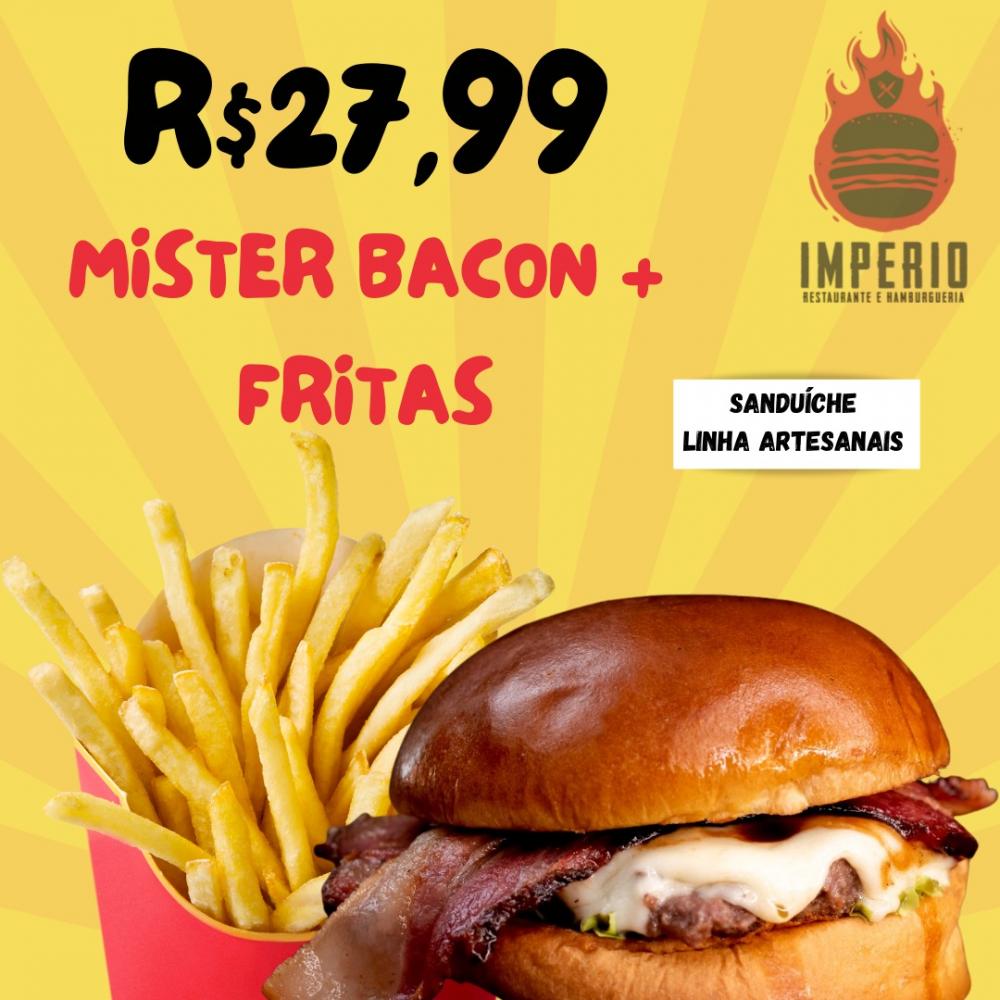 R$27,99
MiSTER BACON +
FRiTAS
IMPERIO
RESTAURANTE E HAMBURGUERIA
SANDUÍCHE
LINHA ARTESANAIS